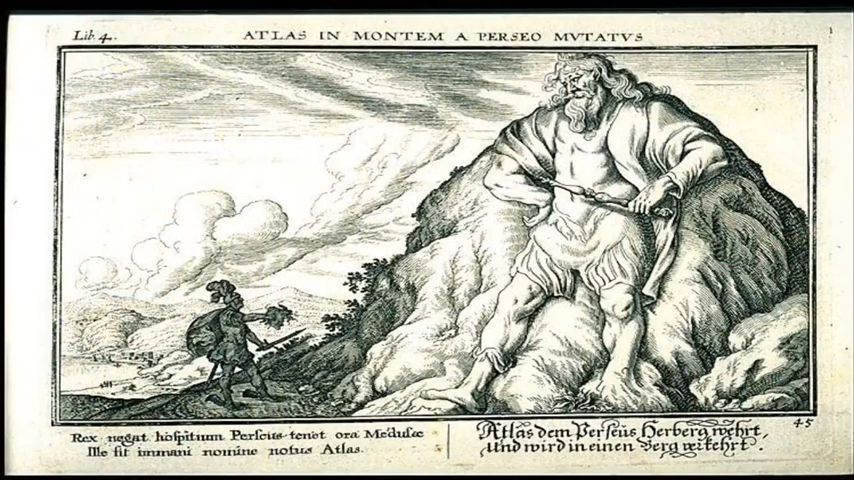 Lib. 4.
ATLAS IN MONTEM A PERSEO MVTATVS
1
Rex negat hospitium Perseus tenet ora Medusæ
Ille fit immani nomine notus Atlas.
Atlas dem Perseüs Herberg wehrt,
Und wird in einen Berg verkehrt.
45